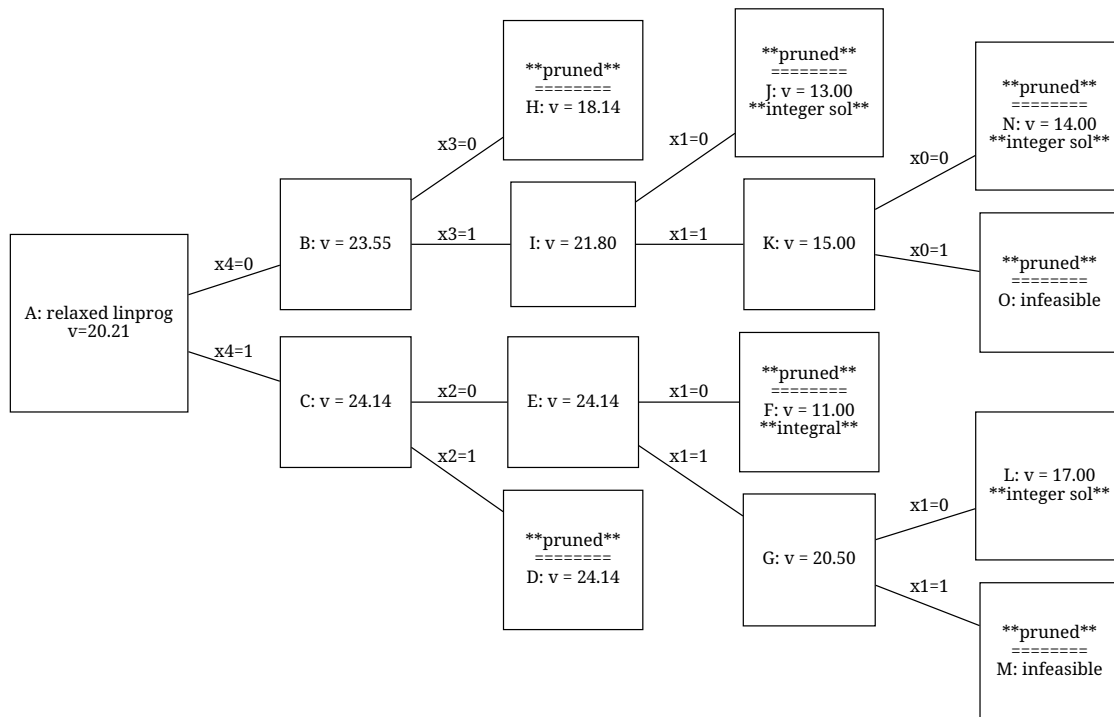 A: relaxed linprog
v=20.21
x4=0
x4=1
B: v = 23.55
C: v = 24.14
x3=0
x3=1
x2=0
x2=1
**pruned**
========
H: v = 18.14
I: v = 21.80
E: v = 24.14
**pruned**
========
D: v = 24.14
x1=0
x1=1
x1=0
x1=1
**pruned**
========
J: v = 13.00
**integer sol**
K: v = 15.00
**pruned**
========
F: v = 11.00
**integral**
G: v = 20.50
x0=0
x0=1
x1=0
x1=1
**pruned**
========
N: v = 14.00
**integer sol**
**pruned**
========
O: infeasible
L: v = 17.00
**integer sol**
**pruned**
========
M: infeasible